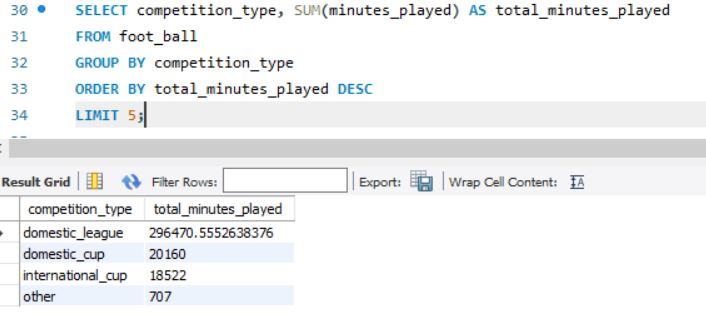 30 SELECT competition_type, SUM(minutes_played) AS total_minutes_played
31 FROM foot_ball
32 GROUP BY competition_type
33 ORDER BY total_minutes_played DESC
34 LIMIT 5;
Result Grid Filter Rows: Export: Wrap Cell Content: IA
competition_type total_minutes_played
domestic_league 296470.5552638376
domestic_cup 20160
international_cup 18522
other 707